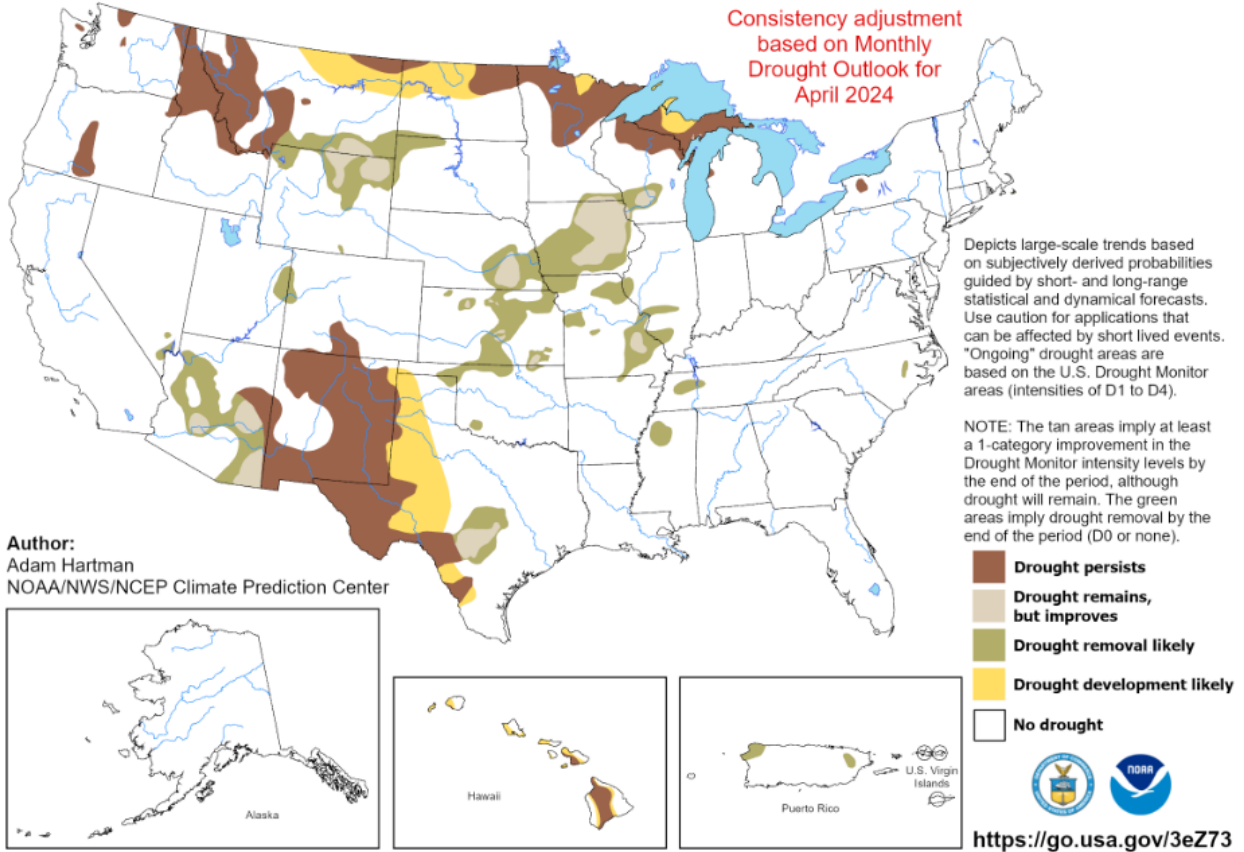 Consistency adjustment
based on Monthly
Drought Outlook for
April 2024
Depicts large-scale trends based
on subjectively derived probabilities
guided by short- and long-range
statistical and dynamical forecasts.
Use caution for applications that
can be affected by short lived events.
"Ongoing" drought areas are
based on the U.S. Drought Monitor
areas (intensities of D1 to D4).
NOTE: The tan areas imply at least
a 1-category improvement in the
Drought Monitor intensity levels by
the end of the period, although
drought will remain. The green
areas imply drought removal by the
end of the period (D0 or none).
Author:
Adam Hartman
NOAA/NWS/NCEP Climate Prediction Center
Drought persists
Drought remains,
but improves
Drought removal likely
Drought development likely
No drought
Alaska
Hawaii
Puerto Rico
U.S. Virgin
Islands
NOAA
https://go.usa.gov/3eZ73